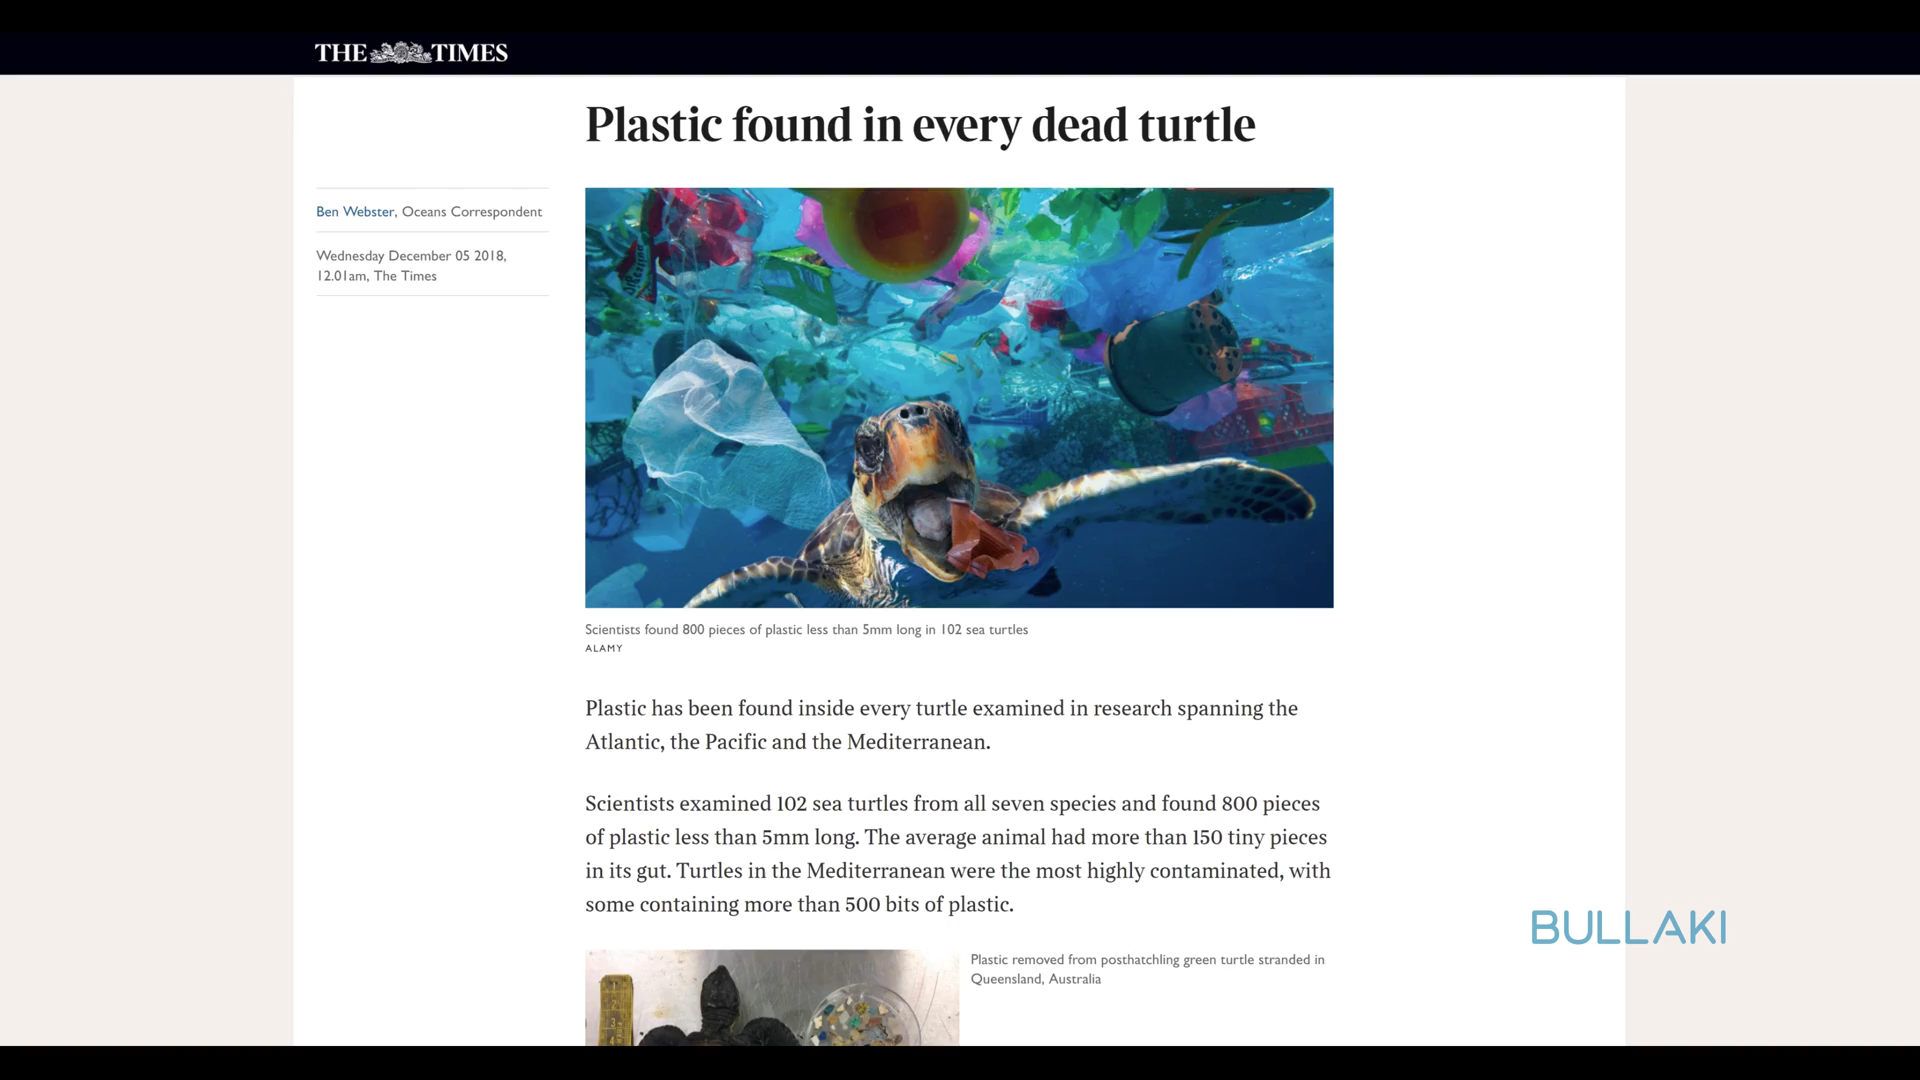 THE TIMES
Plastic found in every dead turtle
Ben Webster, Oceans Correspondent
Wednesday December 05 2018,
12.01am, The Times
Scientists found 800 pieces of plastic less than 5mm long in 102 sea turtles
ALAMY
Plastic has been found inside every turtle examined in research spanning the
Atlantic, the Pacific and the Mediterranean.
Scientists examined 102 sea turtles from all seven species and found 800 pieces
of plastic less than 5mm long. The average animal had more than 150 tiny pieces
in its gut. Turtles in the Mediterranean were the most highly contaminated, with
some containing more than 500 bits of plastic.
BULLAKI
Plastic removed from posthatchling green turtle stranded in
Queensland, Australia
1
2
3
4